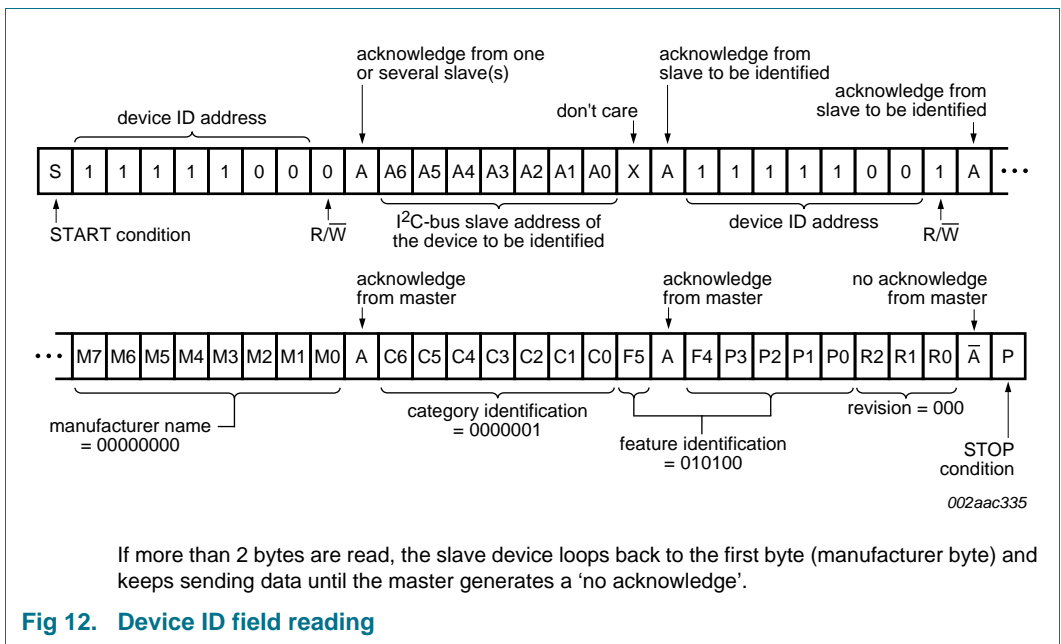 acknowledge from one
or several slave(s)
acknowledge from
slave to be identified
acknowledge from
slave to be identified
device ID address
don't care
S 1 1 1 1 1 0 0 0 A A6 A5 A4 A3 A2 A1 A0 X A 1 1 1 1 1 0 0 1 A •••
START condition
R/W̅
I²C-bus slave address of
the device to be identified
device ID address
R/W̅
acknowledge
from master
acknowledge
from master
no acknowledge
from master
••• M7 M6 M5 M4 M3 M2 M1 M0 A C6 C5 C4 C3 C2 C1 C0 F5 A F4 P3 P2 P1 P0 R2 R1 R0 A̅ P
manufacturer name
= 00000000
category identification
= 0000001
feature identification
= 010100
revision = 000
STOP
condition
002aac335
If more than 2 bytes are read, the slave device loops back to the first byte (manufacturer byte) and
keeps sending data until the master generates a ‘no acknowledge’.
Fig 12. Device ID field reading